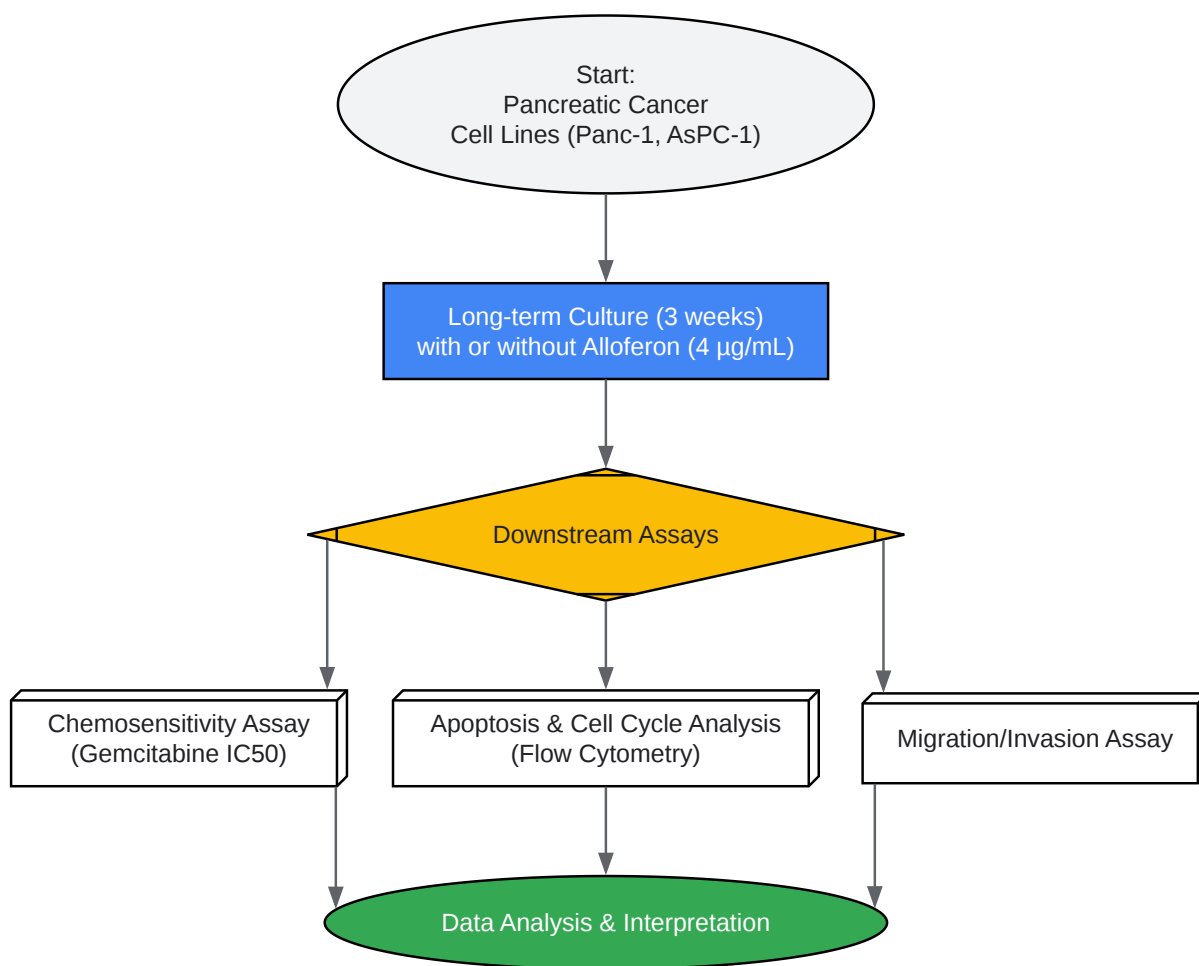 Start:
Pancreatic Cancer
Cell Lines (Panc-1, AsPC-1)
Long-term Culture (3 weeks)
with or without Alloferon (4 µg/mL)
Downstream Assays
Chemosensitivity Assay
(Gemcitabine IC50)
Apoptosis & Cell Cycle Analysis
(Flow Cytometry)
Migration/Invasion Assay
Data Analysis & Interpretation